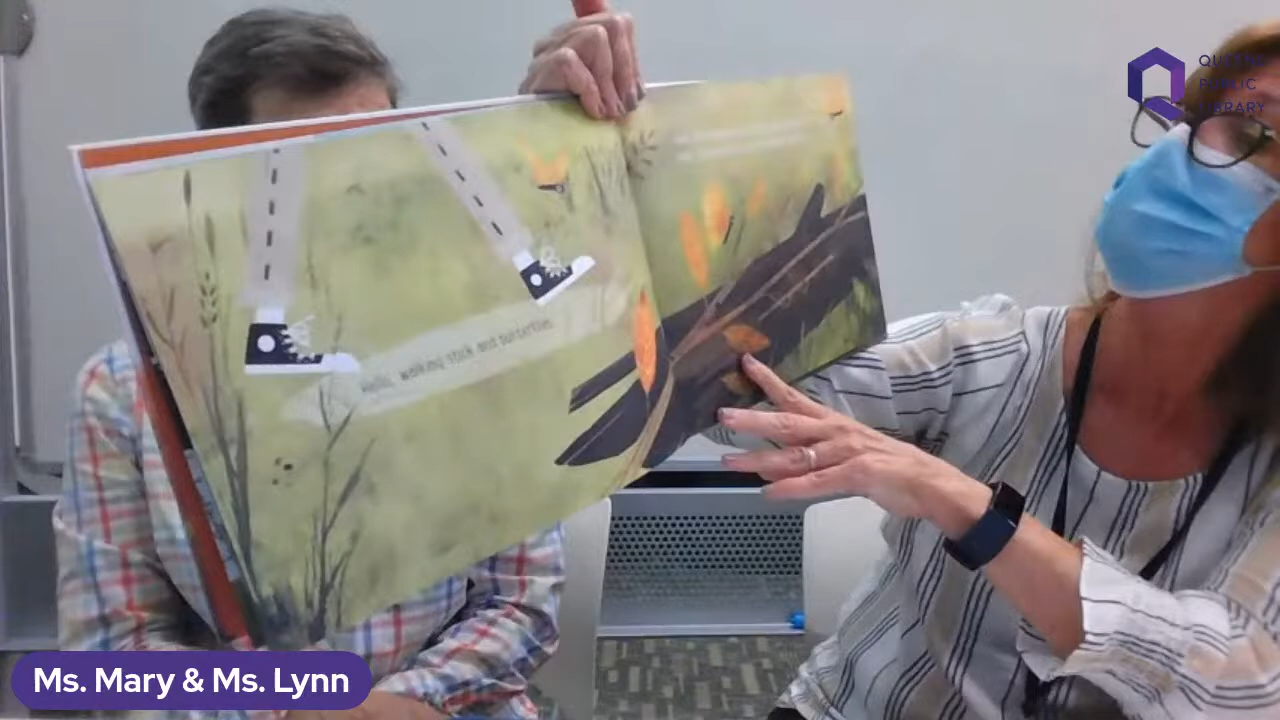 QUEENS
PUBLIC
LIBRARY
Hello, walking stick and butterflies.
Ms. Mary & Ms. Lynn